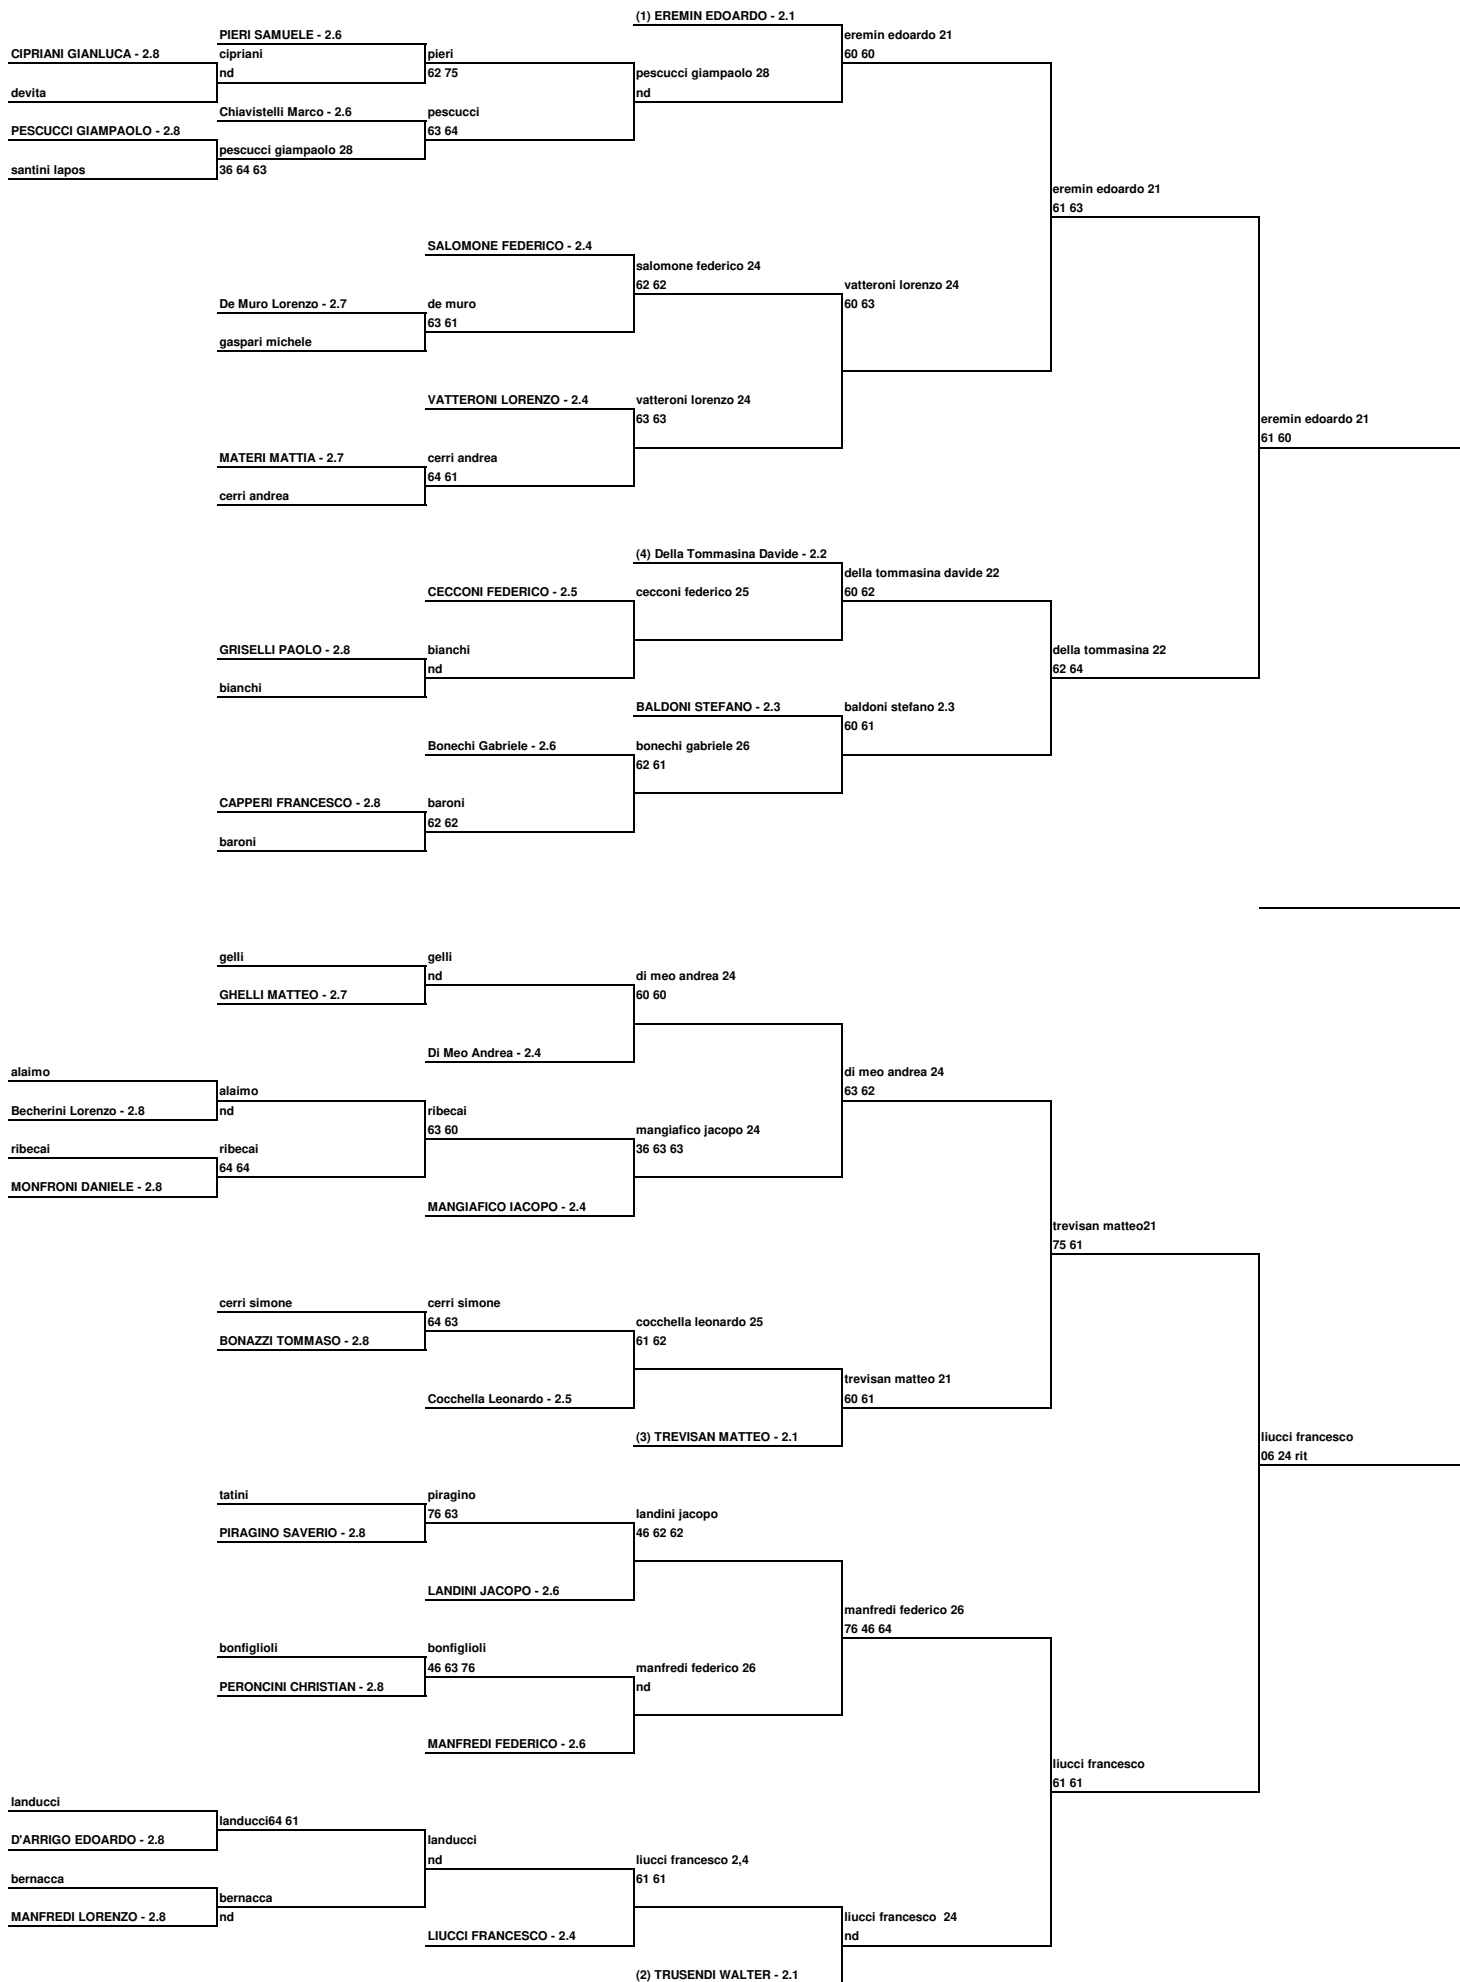 (1) EREMIN EDOARDO - 2.1
PIERI SAMUELE - 2.6
eremin edoardo 21
CIPRIANI GIANLUCA - 2.8
cipriani
pieri
60 60
nd
62 75
pescucci giampaolo 28
devita
nd
Chiavistelli Marco - 2.6
pescucci
PESCUCCI GIAMPAOLO - 2.8
63 64
pescucci giampaolo 28
santini lapos
36 64 63
eremin edoardo 21
61 63
SALOMONE FEDERICO - 2.4
salomone federico 24
62 62
vatteroni lorenzo 24
De Muro Lorenzo - 2.7
de muro
60 63
63 61
gaspari michele
VATTERONI LORENZO - 2.4
vatteroni lorenzo 24
63 63
eremin edoardo 21
61 60
MATERI MATTIA - 2.7
cerri andrea
64 61
cerri andrea
(4) Della Tommasina Davide - 2.2
della tommasina davide 22
CECCONI FEDERICO - 2.5
cecconi federico 25
60 62
GRISELLI PAOLO - 2.8
bianchi
della tommasina 22
nd
62 64
bianchi
BALDONI STEFANO - 2.3
baldoni stefano 2.3
60 61
Bonechi Gabriele - 2.6
bonechi gabriele 26
62 61
CAPPERI FRANCESCO - 2.8
baroni
62 62
baroni
gelli
gelli
nd
di meo andrea 24
GHELLI MATTEO - 2.7
60 60
Di Meo Andrea - 2.4
alaimo
di meo andrea 24
alaimo
63 62
Becherini Lorenzo - 2.8
nd
ribecai
63 60
mangiafico jacopo 24
ribecai
ribecai
36 63 63
64 64
MONFRONI DANIELE - 2.8
MANGIAFICO IACOPO - 2.4
trevisan matteo21
75 61
cerri simone
cerri simone
64 63
cocchella leonardo 25
BONAZZI TOMMASO - 2.8
61 62
trevisan matteo 21
Cocchella Leonardo - 2.5
60 61
(3) TREVISAN MATTEO - 2.1
liucci francesco
06 24 rit
tatini
piragino
76 63
landini jacopo
PIRAGINO SAVERIO - 2.8
46 62 62
LANDINI JACOPO - 2.6
manfredi federico 26
76 46 64
bonfiglioli
bonfiglioli
46 63 76
manfredi federico 26
PERONCINI CHRISTIAN - 2.8
nd
MANFREDI FEDERICO - 2.6
liucci francesco
61 61
landucci
landucci64 61
D'ARRIGO EDOARDO - 2.8
landucci
nd
liucci francesco 2,4
bernacca
61 61
bernacca
MANFREDI LORENZO - 2.8
nd
liucci francesco  24
LIUCCI FRANCESCO - 2.4
nd
(2) TRUSENDI WALTER - 2.1